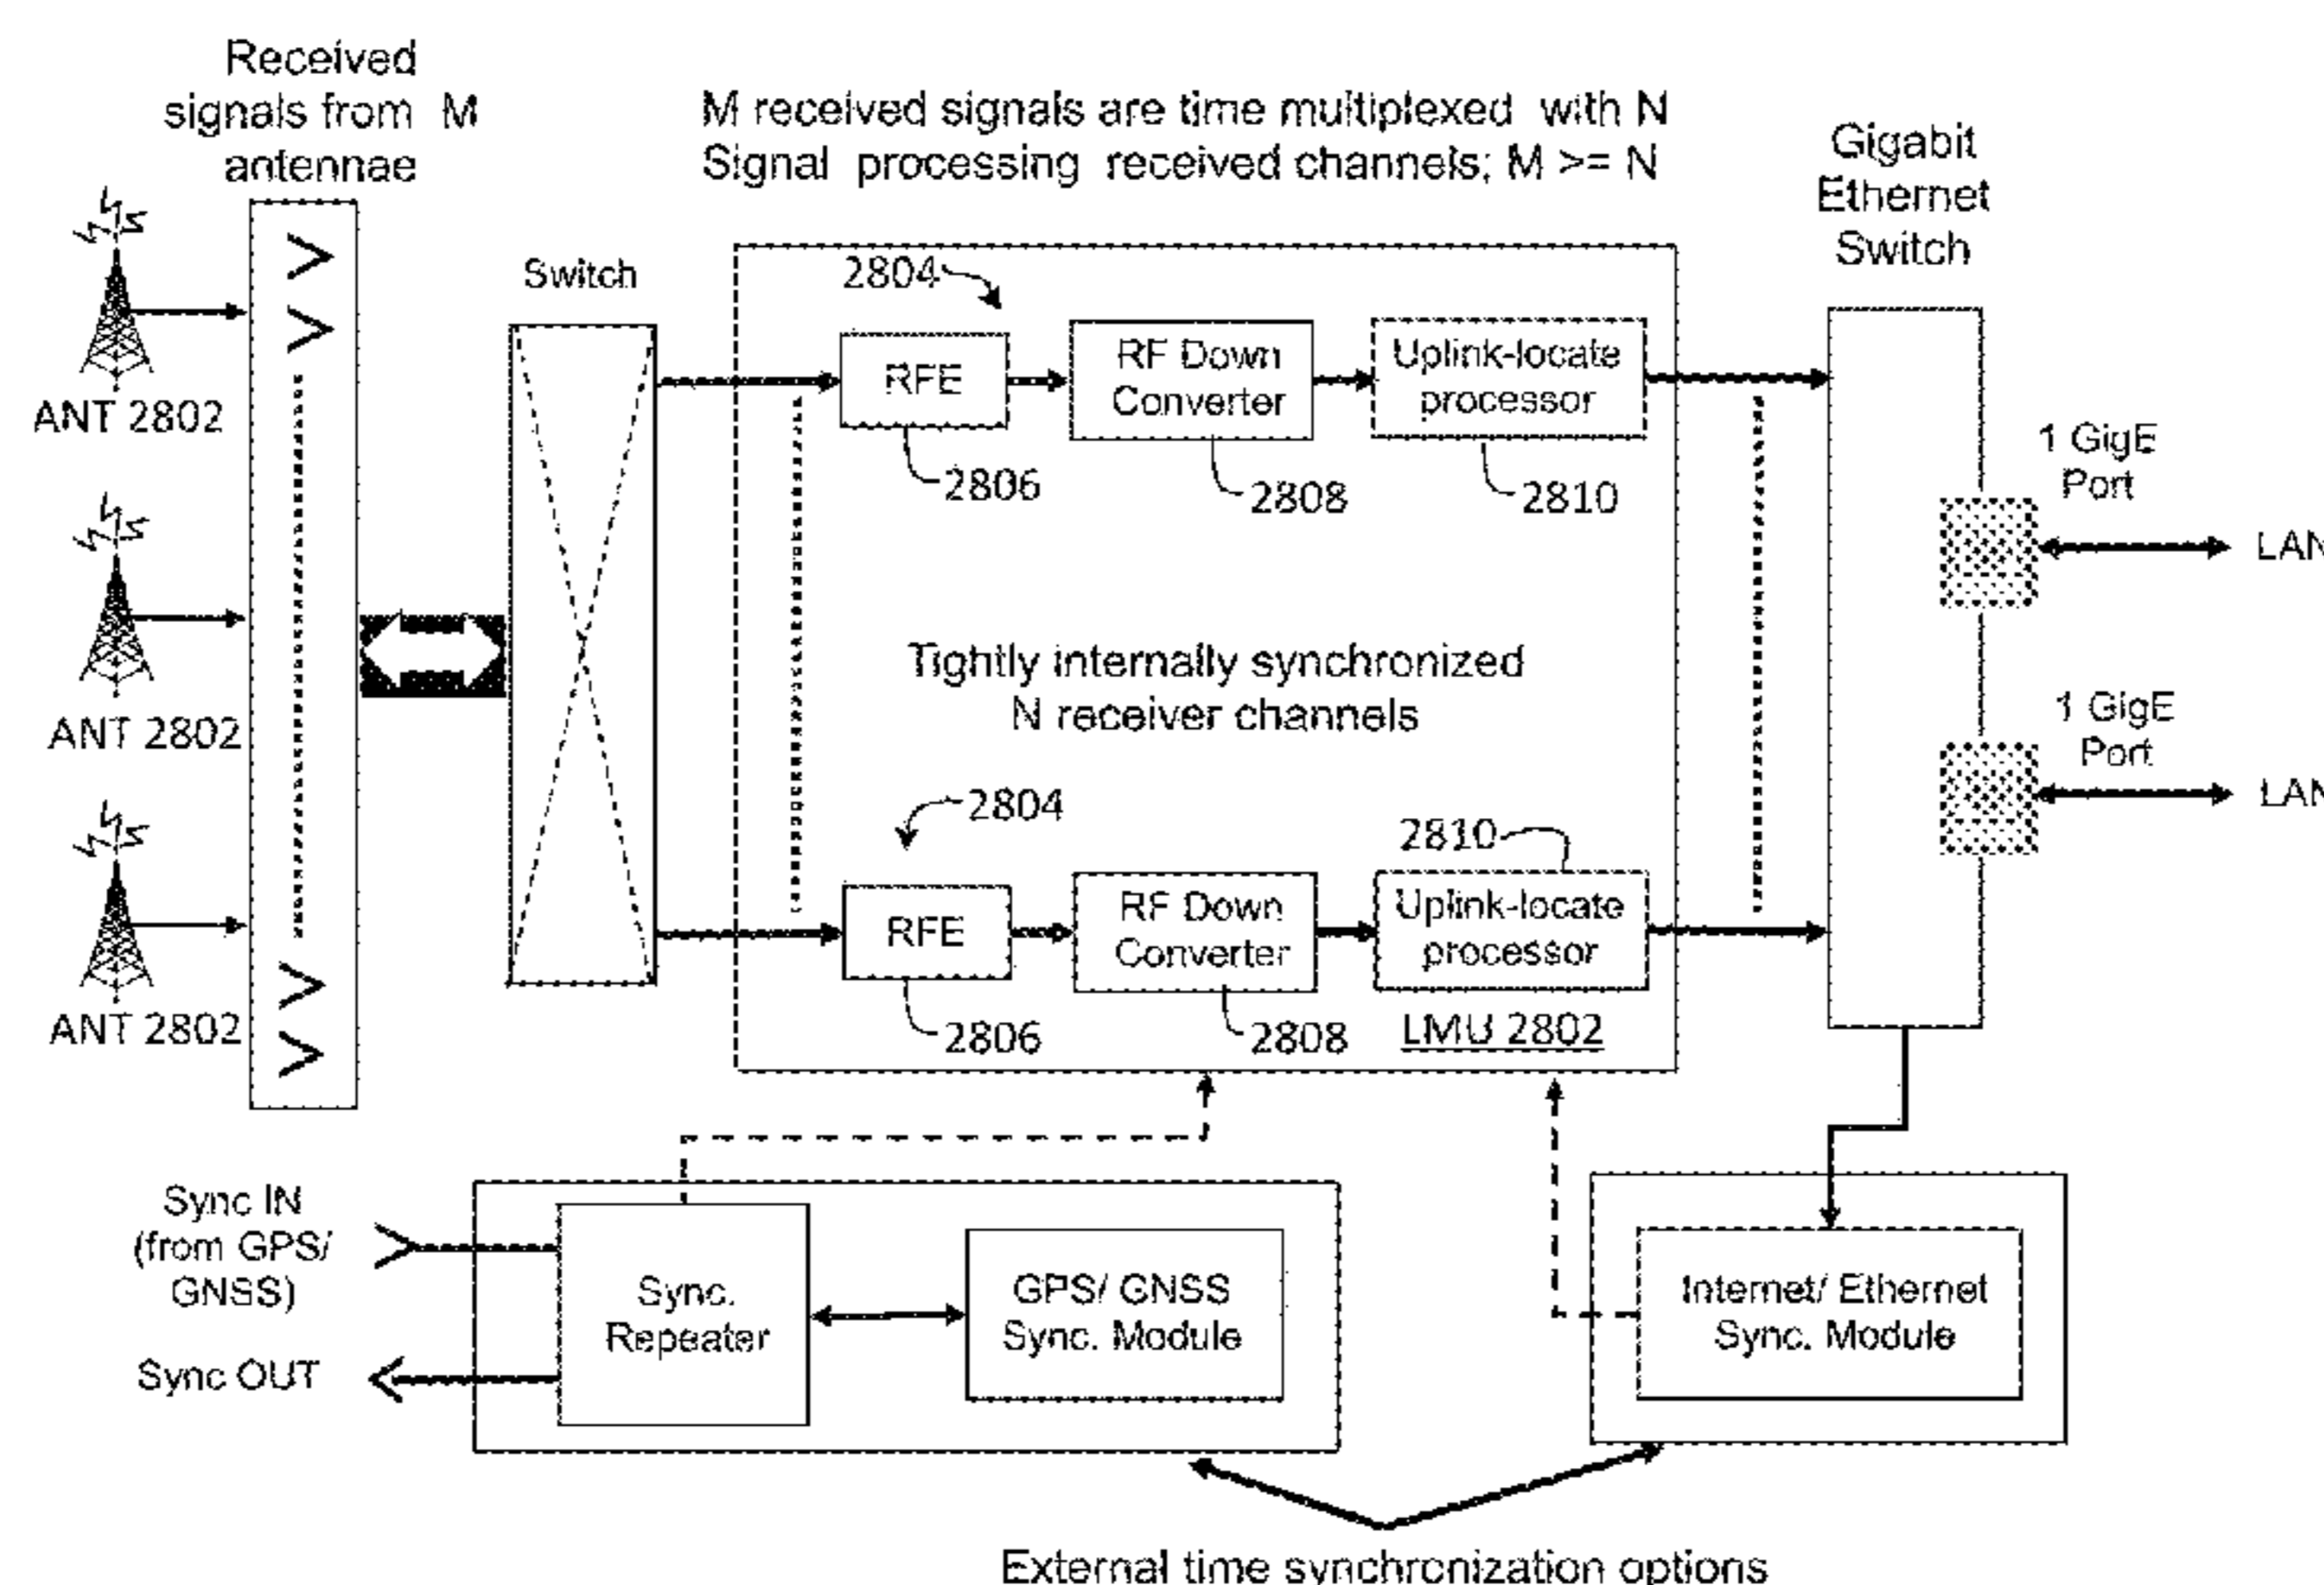 Received
signals from M
antennae
M received signals are time multiplexed with N
Signal processing received channels; M >= N
Gigabit
Ethernet
Switch
Switch
2804
RFE
RF Down
Converter
Uplink-locate
processor
2806
2808
2810
ANT 2802
ANT 2802
ANT 2802
1 GigE
Port
LAN
1 GigE
Port
LAN
Tightly internally synchronized
N receiver channels
2804
2810
RFE
RF Down
Converter
Uplink-locate
processor
2806
2808
LMU 2802
Sync IN
(from GPS/
GNSS)
Sync OUT
Sync.
Repeater
GPS/ GNSS
Sync. Module
Internet/ Ethernet
Sync. Module
External time synchronization options